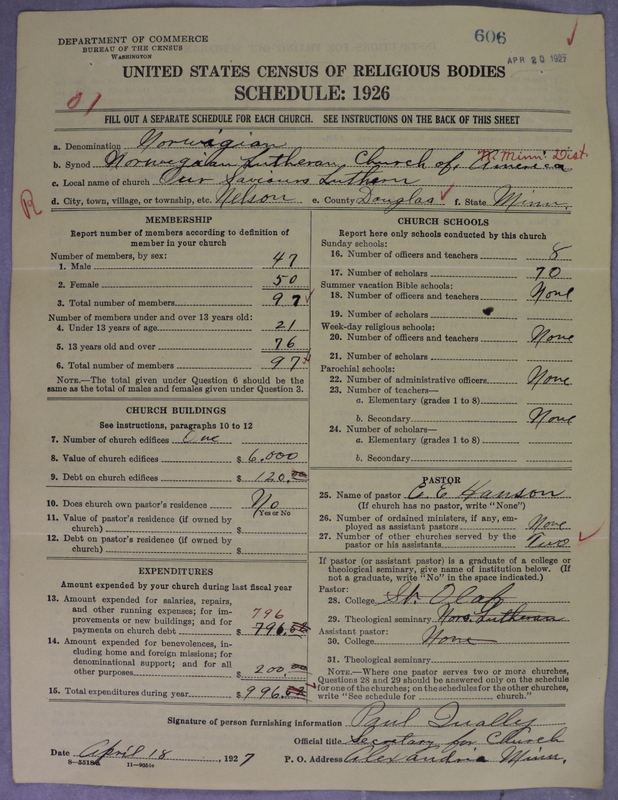 606
APR 20 1927
DEPARTMENT OF COMMERCE
BUREAU OF THE CENSUS
WASHINGTON
UNITED STATES CENSUS OF RELIGIOUS BODIES
SCHEDULE: 1926
01
FILL OUT A SEPARATE SCHEDULE FOR EACH CHURCH. SEE INSTRUCTIONS ON THE BACK OF THIS SHEET
a. Denomination Norwegian
b. Synod Norwegian Lutheran Church of America N. Minn. Dist.
c. Local name of church Our Saviours Luthern
R
d. City, town, village, or township, etc. Nelson e. County Douglas f. State Minn.
MEMBERSHIP
Report number of members according to definition of member in your church
Number of members, by sex:
1. Male 47
2. Female 50
3. Total number of members 97
Number of members under and over 13 years old:
4. Under 13 years of age 21
5. 13 years old and over 76
6. Total number of members 97
NOTE.—The total given under Question 6 should be the same as the total of males and females given under Question 3.
CHURCH BUILDINGS
See instructions, paragraphs 10 to 12
7. Number of church edifices One
8. Value of church edifices $ 6.000
9. Debt on church edifices $ 120.00
10. Does church own pastor's residence No
Yes or No
11. Value of pastor's residence (if owned by church) $
12. Debt on pastor's residence (if owned by church) $
EXPENDITURES
Amount expended by your church during last fiscal year
13. Amount expended for salaries, repairs, and other running expenses; for improvements or new buildings; and for payments on church debt $ 796.00
796
14. Amount expended for benevolences, including home and foreign missions; for denominational support; and for all other purposes 200.00
15. Total expenditures during year $ 996.00
CHURCH SCHOOLS
Report here only schools conducted by this church
Sunday schools:
16. Number of officers and teachers 8
17. Number of scholars 70
Summer vacation Bible schools:
18. Number of officers and teachers None
19. Number of scholars
Week-day religious schools:
20. Number of officers and teachers None
21. Number of scholars
Parochial schools:
22. Number of administrative officers None
23. Number of teachers—
a. Elementary (grades 1 to 8)
b. Secondary None
24. Number of scholars—
a. Elementary (grades 1 to 8)
b. Secondary
PASTOR
25. Name of pastor E. E. Hanson
(If church has no pastor, write "None")
26. Number of ordained ministers, if any, employed as assistant pastors None
27. Number of other churches served by the pastor or his assistants Two
If pastor (or assistant pastor) is a graduate of a college or theological seminary, give name of institution below. (If not a graduate, write "No" in the space indicated.)
Pastor:
28. College St. Olaf
29. Theological seminary Nors. Lutheran
Assistant pastor:
30. College None
31. Theological seminary
NOTE.—Where one pastor serves two or more churches, Questions 28 and 29 should be answered only on the schedule for one of the churches; on the schedules for the other churches, write "See schedule for church."
Signature of person furnishing information Paul Qually
Official title Secretary for Church
Date April 18, 1927 P. O. Address Alexandria Minn.
8—5518a 11—9051a